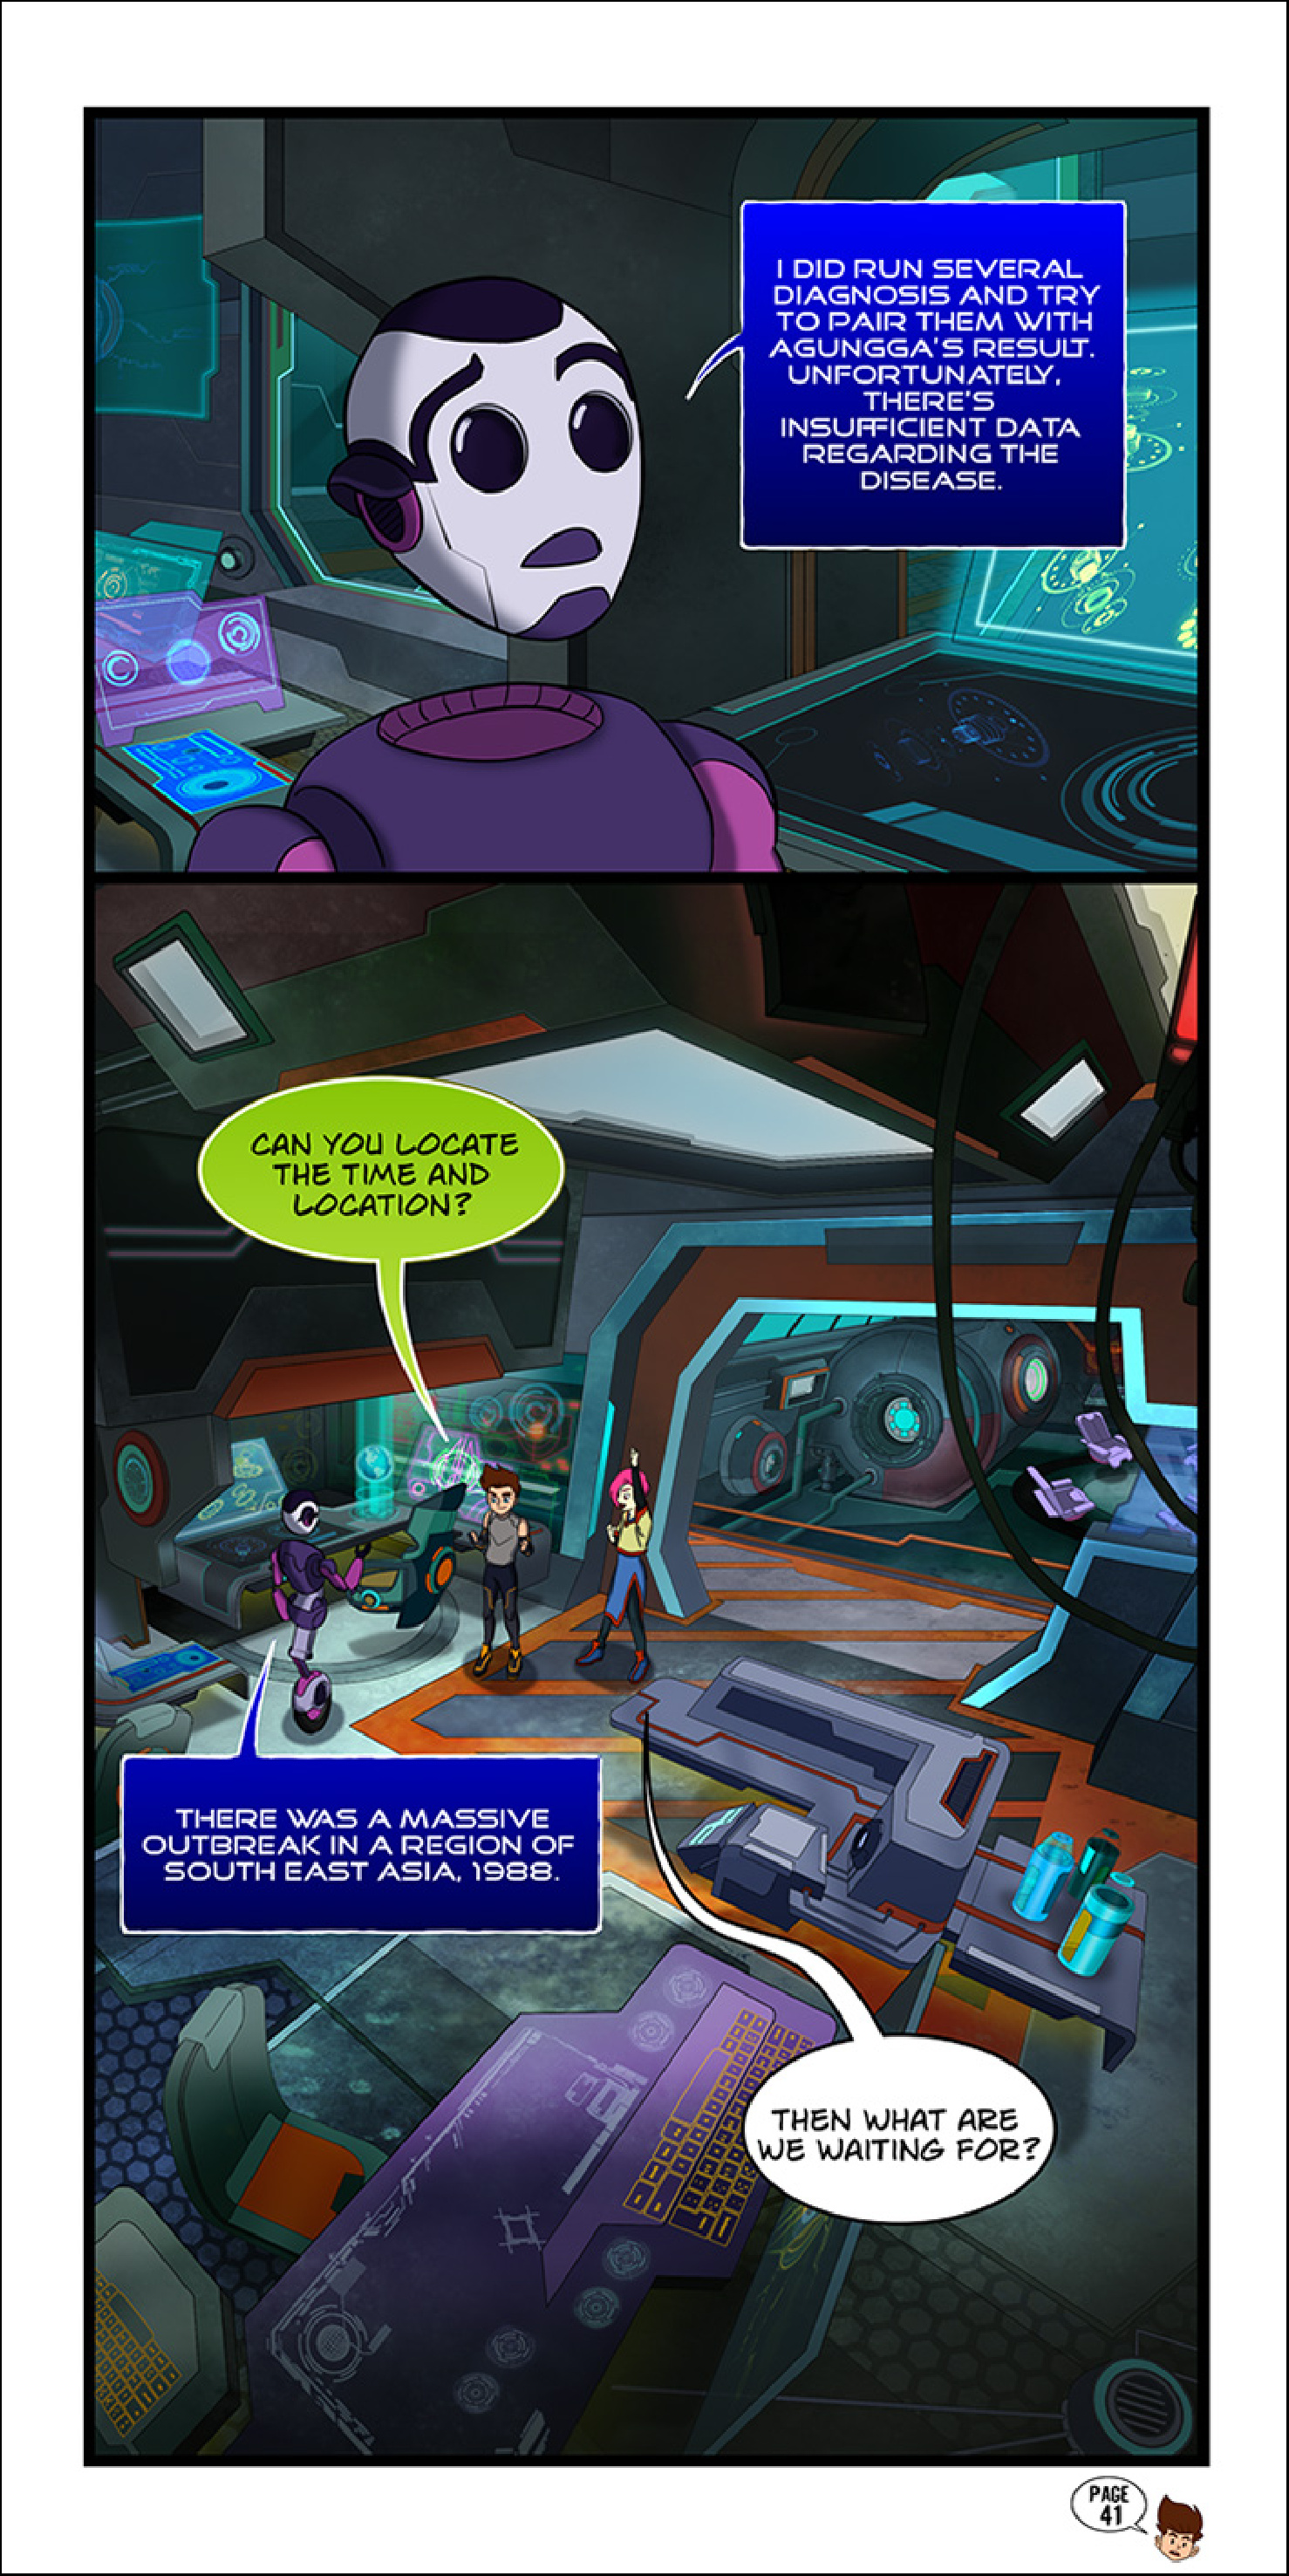 I DID RUN SEVERAL
DIAGNOSIS AND TRY
TO PAIR THEM WITH
AGUNGGA'S RESULT.
UNFORTUNATELY,
THERE'S
INSUFFICIENT DATA
REGARDING THE
DISEASE.
CAN YOU LOCATE
THE TIME AND
LOCATION?
THERE WAS A MASSIVE
OUTBREAK IN A REGION OF
SOUTH EAST ASIA, 1988.
THEN WHAT ARE
WE WAITING FOR?
PAGE
41